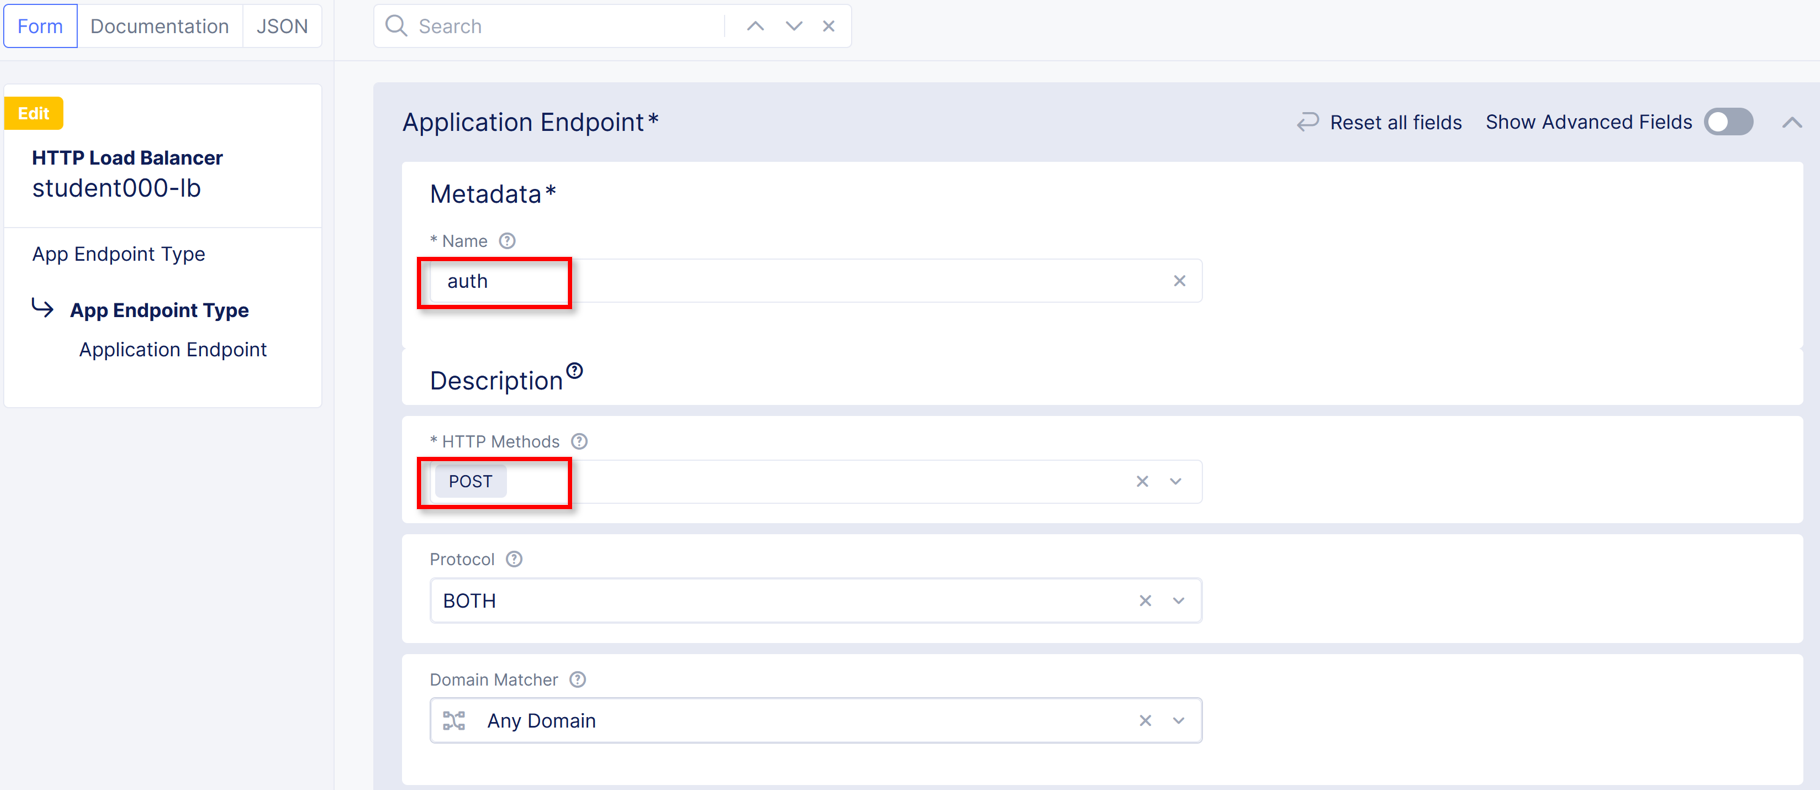 Form Documentation JSON
Search
Edit
HTTP Load Balancer
student000-lb
App Endpoint Type
App Endpoint Type
Application Endpoint
Application Endpoint*
Reset all fields Show Advanced Fields
Metadata*
* Name
auth
Description
* HTTP Methods
POST
Protocol
BOTH
Domain Matcher
Any Domain